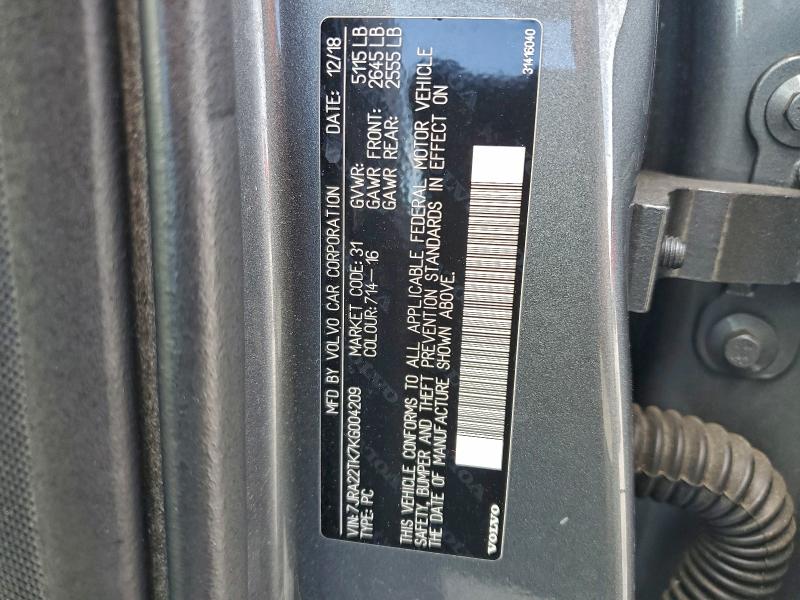 MFD BY VOLVO CAR CORPORATION DATE: 12/18
VIN:7JRA22TK7KG004209 MARKET CODE: 31 GVWR: 5115 LB
TYPE: PC COLOUR:714—16 GAWR FRONT: 2645 LB
GAWR REAR: 2555 LB
THIS VEHICLE CONFORMS TO ALL APPLICABLE FEDERAL MOTOR VEHICLE
SAFETY, BUMPER AND THEFT PREVENTION STANDARDS IN EFFECT ON
THE DATE OF MANUFACTURE SHOWN ABOVE.
VOLVO 31416040